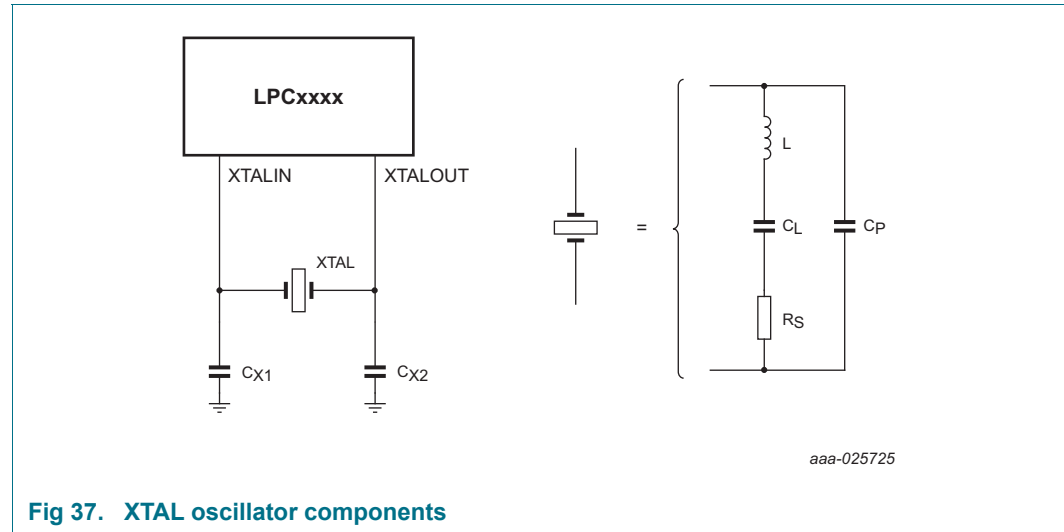 LPCxxxx
XTALIN
XTALOUT
XTAL
CX1
CX2
=
L
CL
CP
RS
aaa-025725
Fig 37. XTAL oscillator components